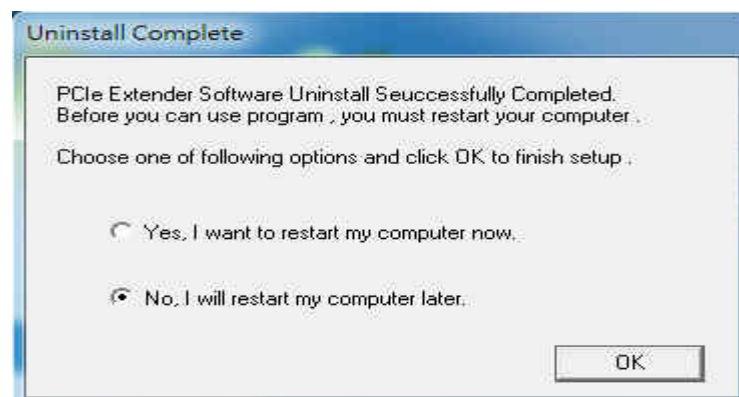 Uninstall Complete
PCIe Extender Software Uninstall Seuccessfully Completed.
Before you can use program , you must restart your computer .
Choose one of following options and click OK to finish setup .
Yes, I want to restart my computer now.
No, I will restart my computer later.
OK